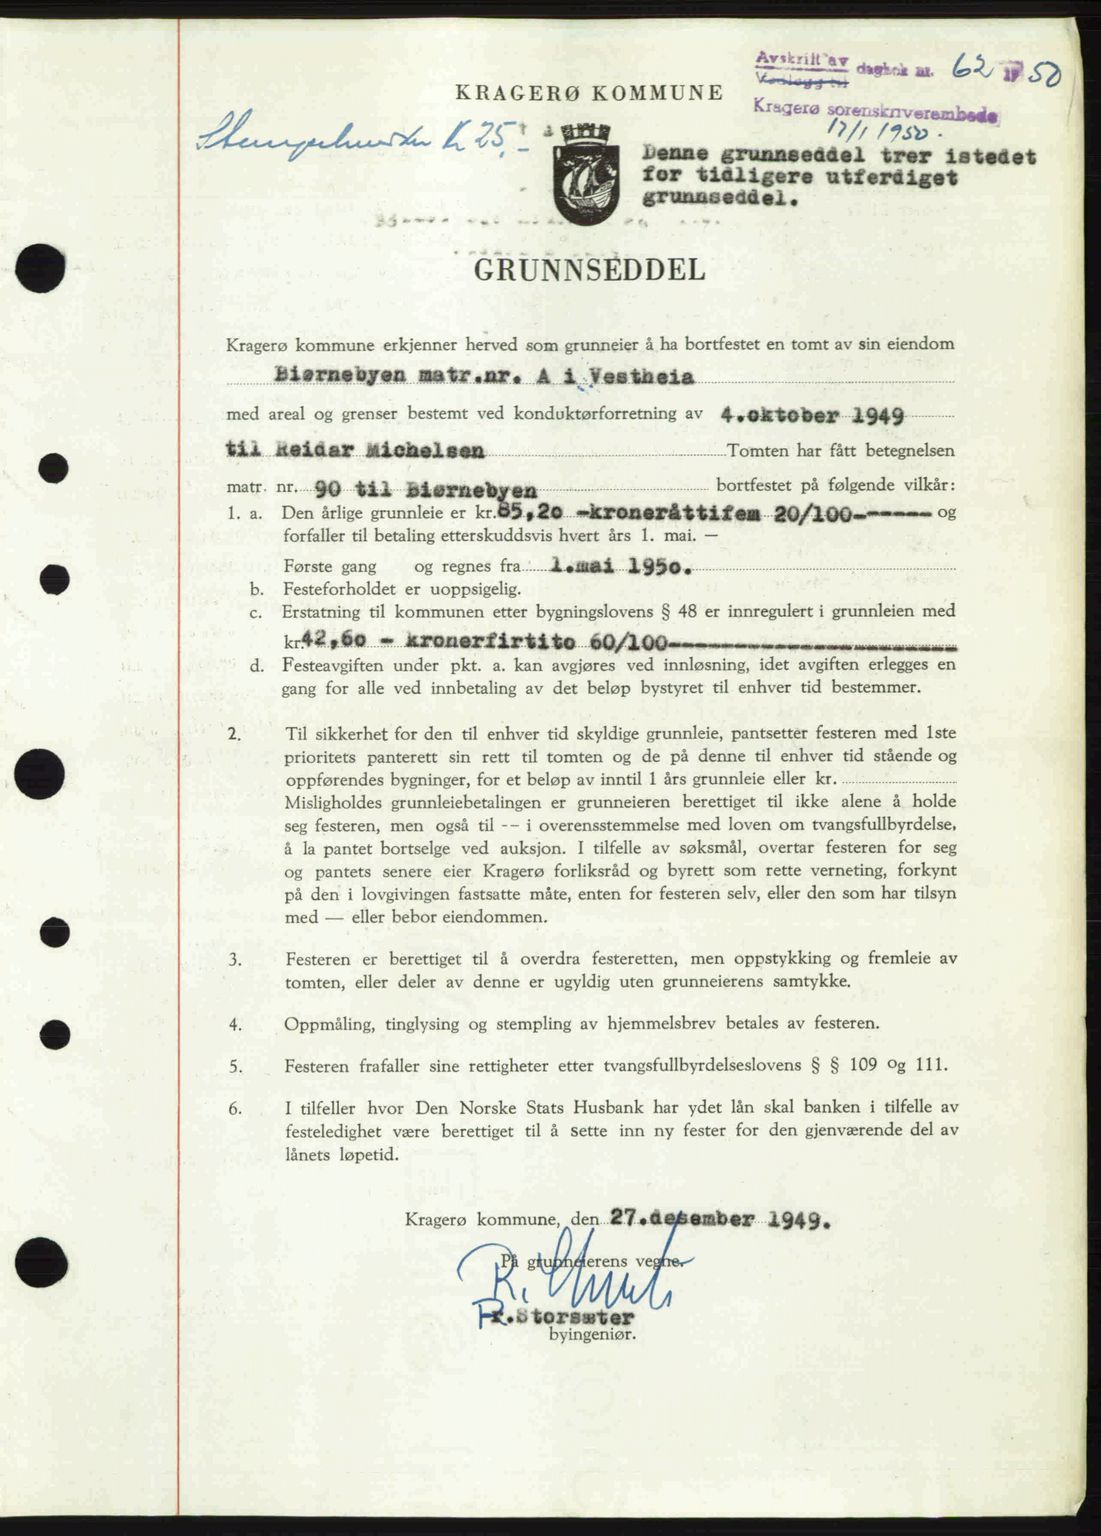 Avskrift av
Vedlegg til
dagbok nr. 62 1950
Kragerø sorenskriverembede
17/1 1950.
KRAGERØ KOMMUNE
Kr 25,-
Denne grunnseddel trer istedet
for tidligere utferdiget
grunnseddel.
GRUNNSEDDEL
Kragerø kommune erkjenner herved som grunneier å ha bortfestet en tomt av sin eiendom
Biørnebyen matr.nr. A i Vestheia
med areal og grenser bestemt ved konduktørforretning av 4.oktober 1949
til Reidar Michelsen Tomten har fått betegnelsen
matr. nr. 90 til Biørnebyen bortfestet på følgende vilkår:
1. a. Den årlige grunnleie er kr. 85,20 -kroneråttifem 20/100------ og
forfaller til betaling etterskuddsvis hvert års 1. mai. —
Første gang og regnes fra 1.mai 1950.
b. Festeforholdet er uoppsigelig.
c. Erstatning til kommunen etter bygningslovens § 48 er innregulert i grunnleien med
kr. 42,60 - kronerfirtito 60/100--------------------
d. Festeavgiften under pkt. a. kan avgjøres ved innløsning, idet avgiften erlegges en
gang for alle ved innbetaling av det beløp bystyret til enhver tid bestemmer.
2. Til sikkerhet for den til enhver tid skyldige grunnleie, pantsetter festeren med 1ste
prioritets panterett sin rett til tomten og de på denne til enhver tid stående og
oppførendes bygninger, for et beløp av inntil 1 års grunnleie eller kr.
Misligholdes grunnleiebetalingen er grunneieren berettiget til ikke alene å holde
seg festeren, men også til -- i overensstemmelse med loven om tvangsfullbyrdelse,
å la pantet bortselge ved auksjon. I tilfelle av søksmål, overtar festeren for seg
og pantets senere eier Kragerø forliksråd og byrett som rette verneting, forkynt
på den i lovgivingen fastsatte måte, enten for festeren selv, eller den som har tilsyn
med — eller bebor eiendommen.
3. Festeren er berettiget til å overdra festeretten, men oppstykking og fremleie av
tomten, eller deler av denne er ugyldig uten grunneierens samtykke.
4. Oppmåling, tinglysing og stempling av hjemmelsbrev betales av festeren.
5. Festeren frafaller sine rettigheter etter tvangsfullbyrdelseslovens § § 109 og 111.
6. I tilfeller hvor Den Norske Stats Husbank har ydet lån skal banken i tilfelle av
festeledighet være berettiget til å sette inn ny fester for den gjenværende del av
lånets løpetid.
Kragerø kommune, den 27.desember 1949.
På grunneierens vegne.
R.Storsæter
byingeniør.